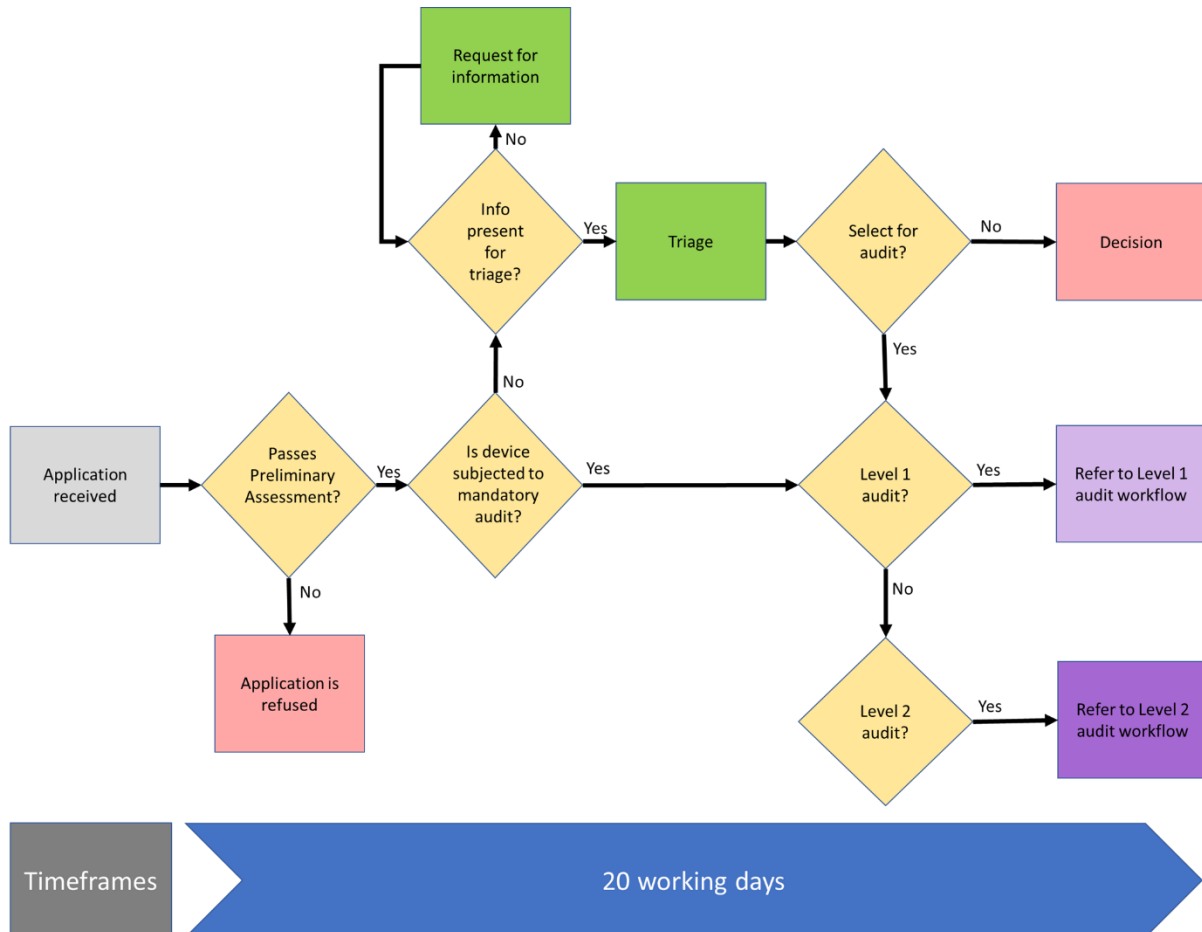 Request for
information
No
Info
present
for
triage?
Yes
Triage
Select for
audit?
No
Decision
Yes
No
Application
received
Passes
Preliminary
Assessment?
Yes
Is device
subjected to
mandatory
audit?
Yes
Level 1
audit?
Yes
Refer to Level 1
audit workflow
No
No
Application is
refused
Level 2
audit?
Yes
Refer to Level 2
audit workflow
Timeframes
20 working days